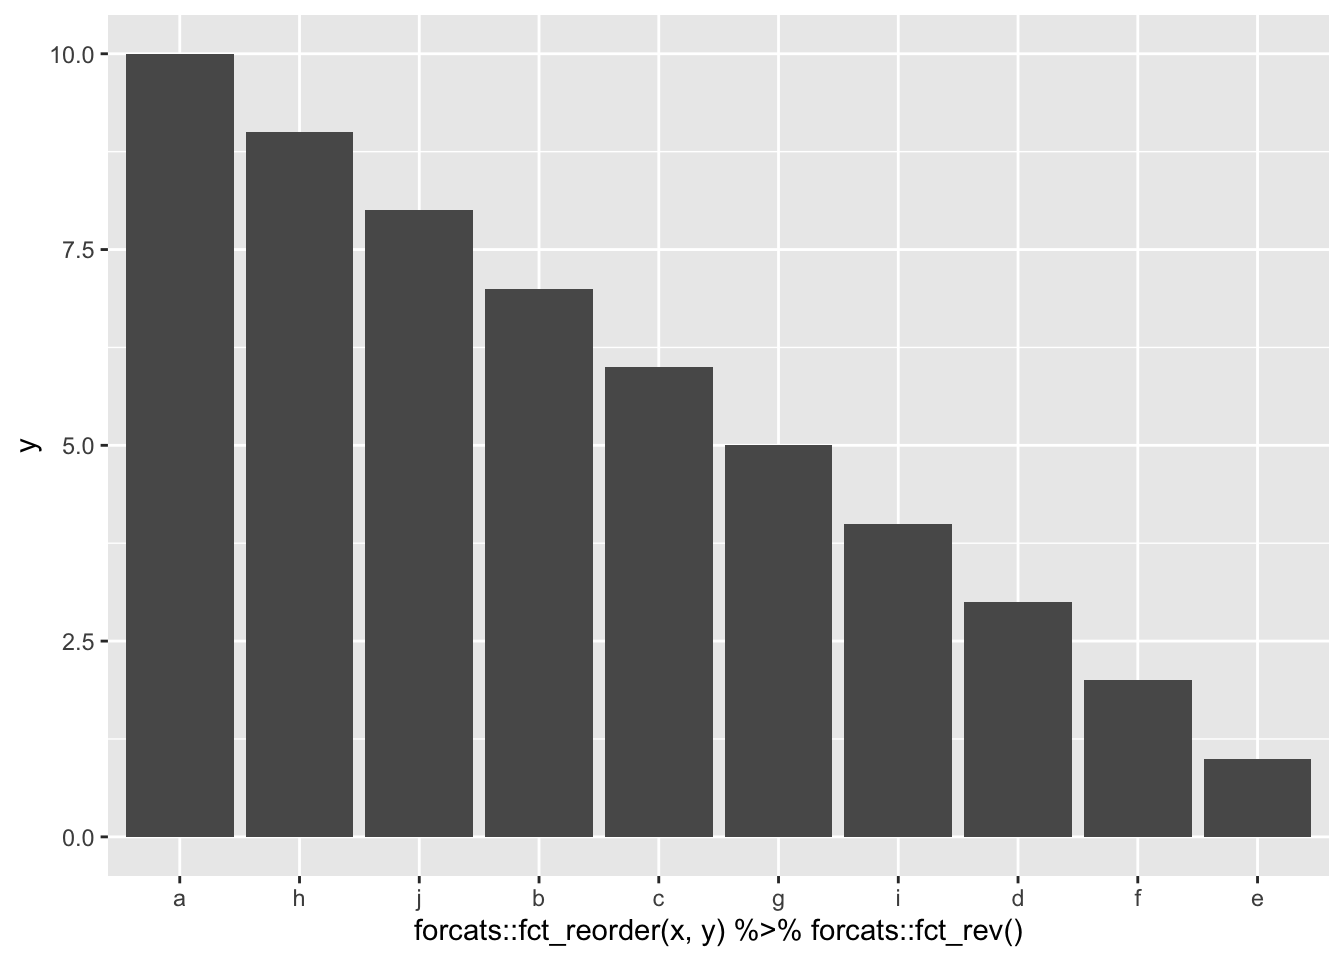 10.0
7.5
5.0
2.5
0.0
y
a h j b c g i d f e
forcats::fct_reorder(x, y) %>% forcats::fct_rev()